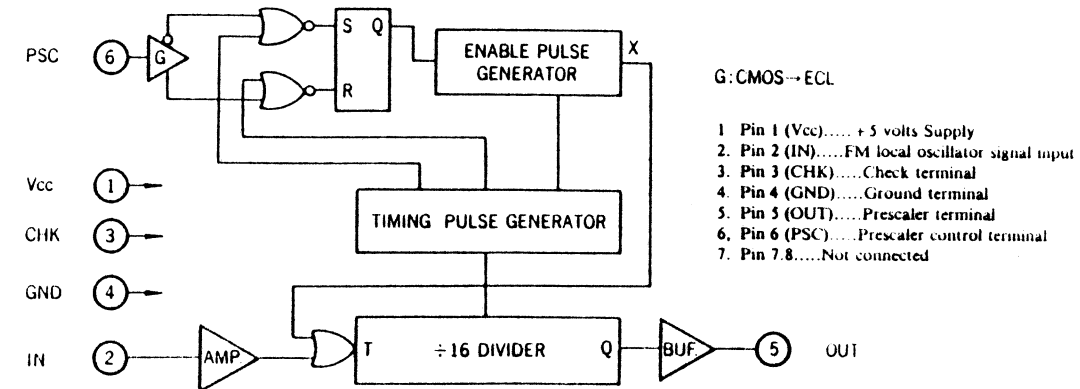 PSC 6 G
S Q
R
ENABLE PULSE
GENERATOR
X
Vcc 1
CHK 3
TIMING PULSE GENERATOR
GND 4
IN 2 AMP.
T ÷16 DIVIDER Q
BUF.
5 OUT
G:CMOS→ECL
1 Pin 1 (Vcc)..... +5 volts Supply
2. Pin 2 (IN).....FM local oscillator signal input
3. Pin 3 (CHK).....Check terminal
4. Pin 4 (GND).....Ground terminal
5. Pin 5 (OUT).....Prescaler terminal
6, Pin 6 (PSC).....Prescaler control terminal
7. Pin 7.8.....Not connected